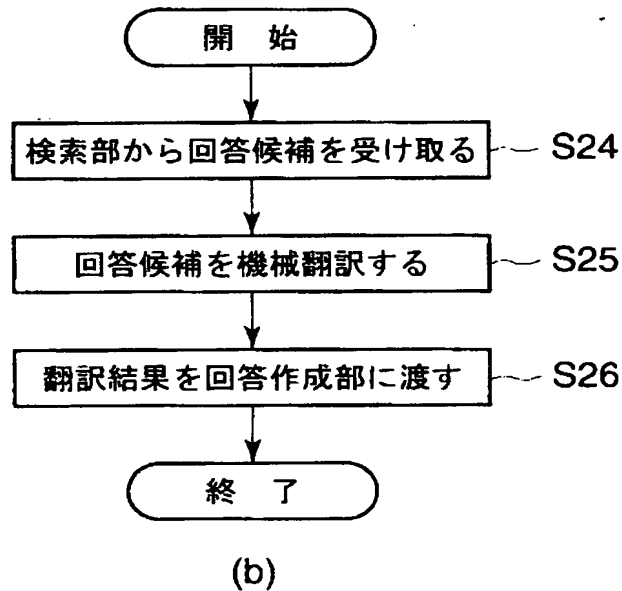 開 始
検索部から回答候補を受け取る S24
回答候補を機械翻訳する S25
翻訳結果を回答作成部に渡す S26
終 了
(b)